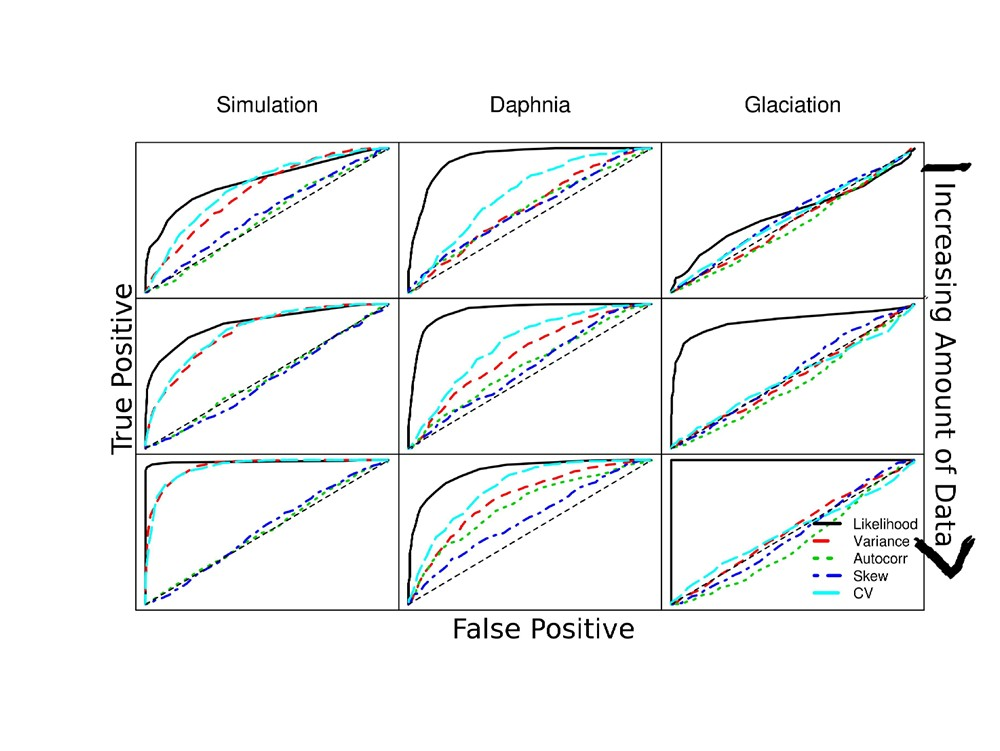 Simulation
Daphnia
Glaciation
True Positive
Increasing Amount of Data
Likelihood
Variance
Autocorr
Skew
CV
False Positive